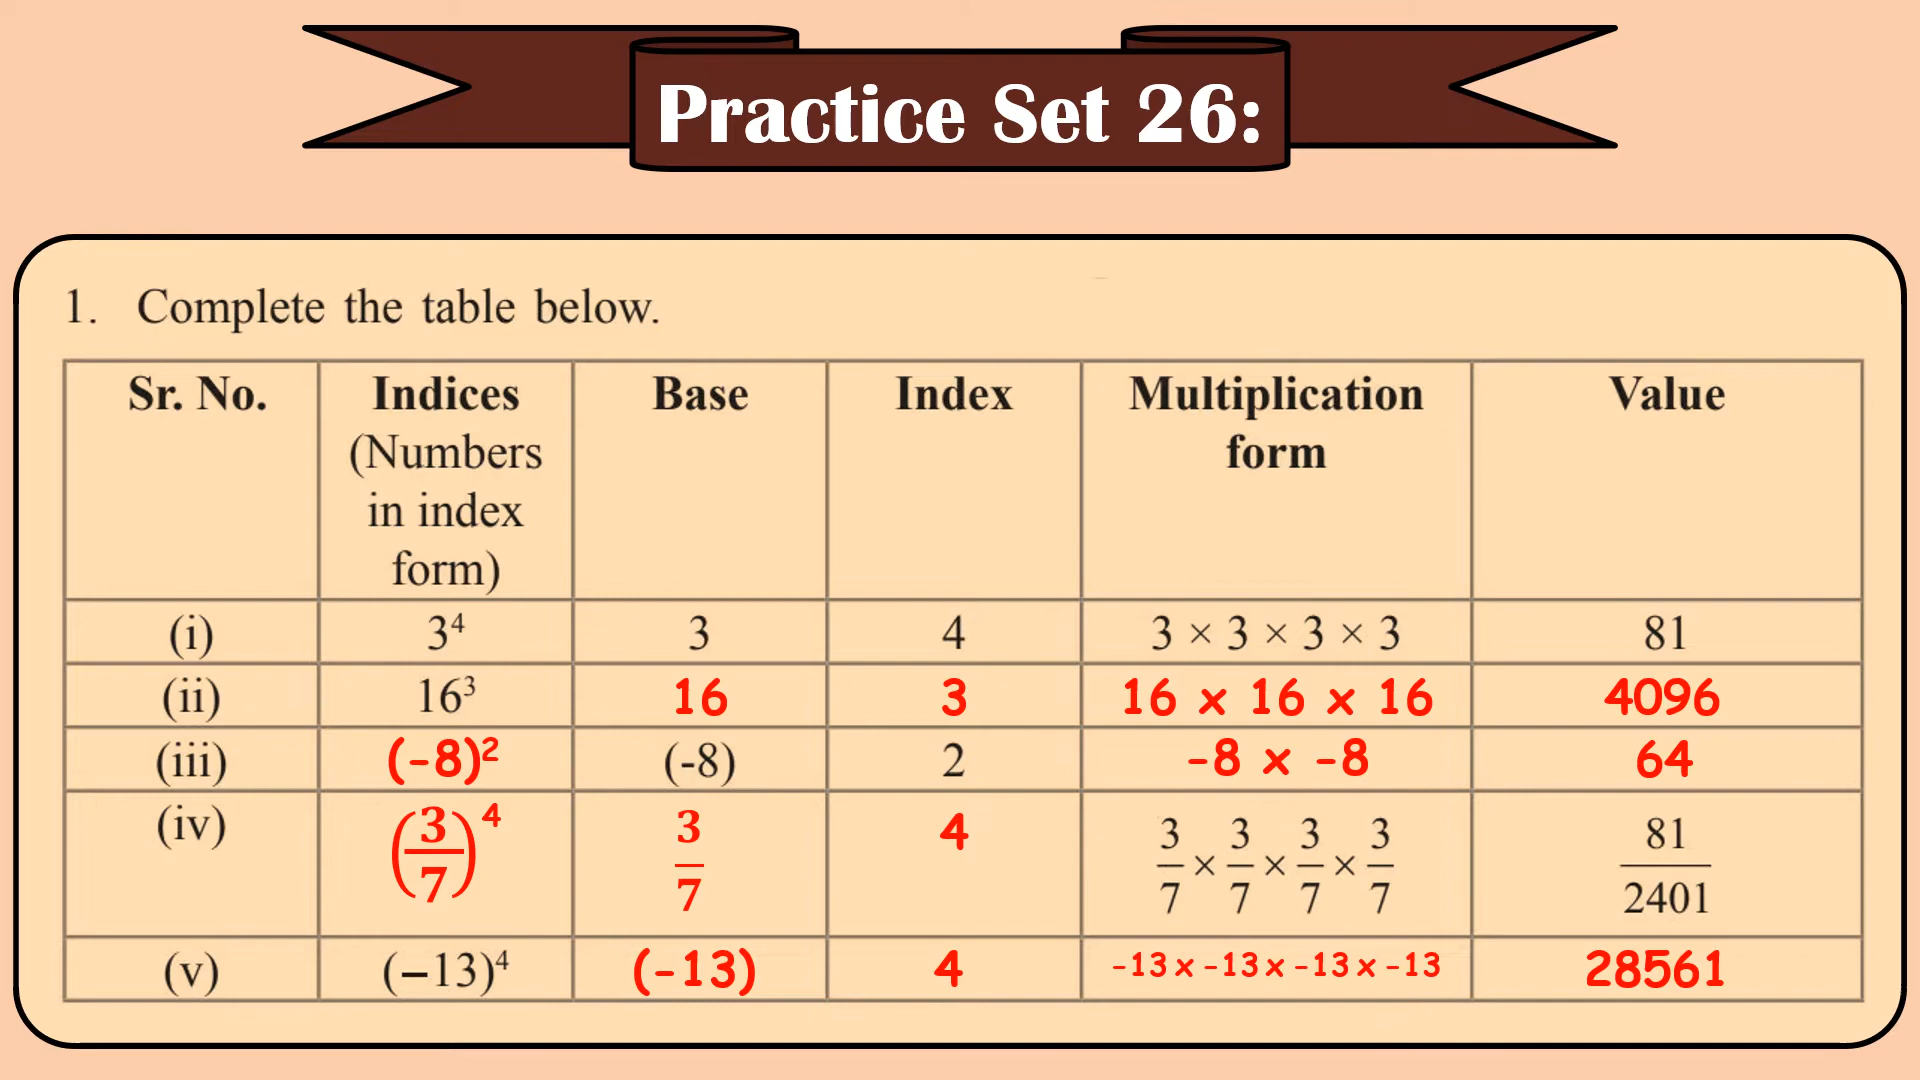 Practice Set 26:
1. Complete the table below.
Sr. No. Indices Base Index Multiplication Value
(Numbers form
in index
form)
(i) 3⁴ 3 4 3 × 3 × 3 × 3 81
(ii) 16³ 16 3 16 x 16 x 16 4096
(iii) (-8)² (-8) 2 -8 x -8 64
(iv) (3/7)⁴ 3/7 4 3/7 × 3/7 × 3/7 × 3/7 81/2401
(v) (−13)⁴ (-13) 4 -13 x -13 x -13 x -13 28561